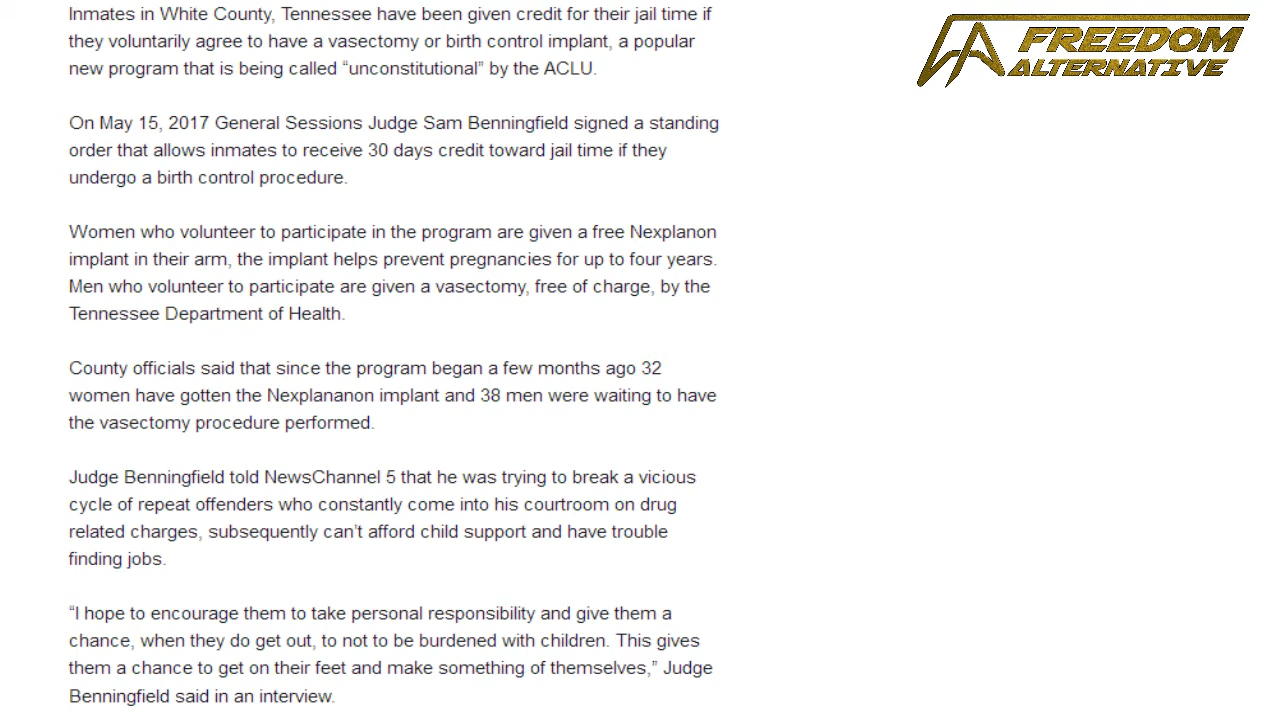 Inmates in White County, Tennessee have been given credit for their jail time if
they voluntarily agree to have a vasectomy or birth control implant, a popular
new program that is being called “unconstitutional” by the ACLU.
On May 15, 2017 General Sessions Judge Sam Benningfield signed a standing
order that allows inmates to receive 30 days credit toward jail time if they
undergo a birth control procedure.
Women who volunteer to participate in the program are given a free Nexplanon
implant in their arm, the implant helps prevent pregnancies for up to four years.
Men who volunteer to participate are given a vasectomy, free of charge, by the
Tennessee Department of Health.
County officials said that since the program began a few months ago 32
women have gotten the Nexplananon implant and 38 men were waiting to have
the vasectomy procedure performed.
Judge Benningfield told NewsChannel 5 that he was trying to break a vicious
cycle of repeat offenders who constantly come into his courtroom on drug
related charges, subsequently can’t afford child support and have trouble
finding jobs.
“I hope to encourage them to take personal responsibility and give them a
chance, when they do get out, to not to be burdened with children. This gives
them a chance to get on their feet and make something of themselves,” Judge
Benningfield said in an interview.
FA FREEDOM
ALTERNATIVE